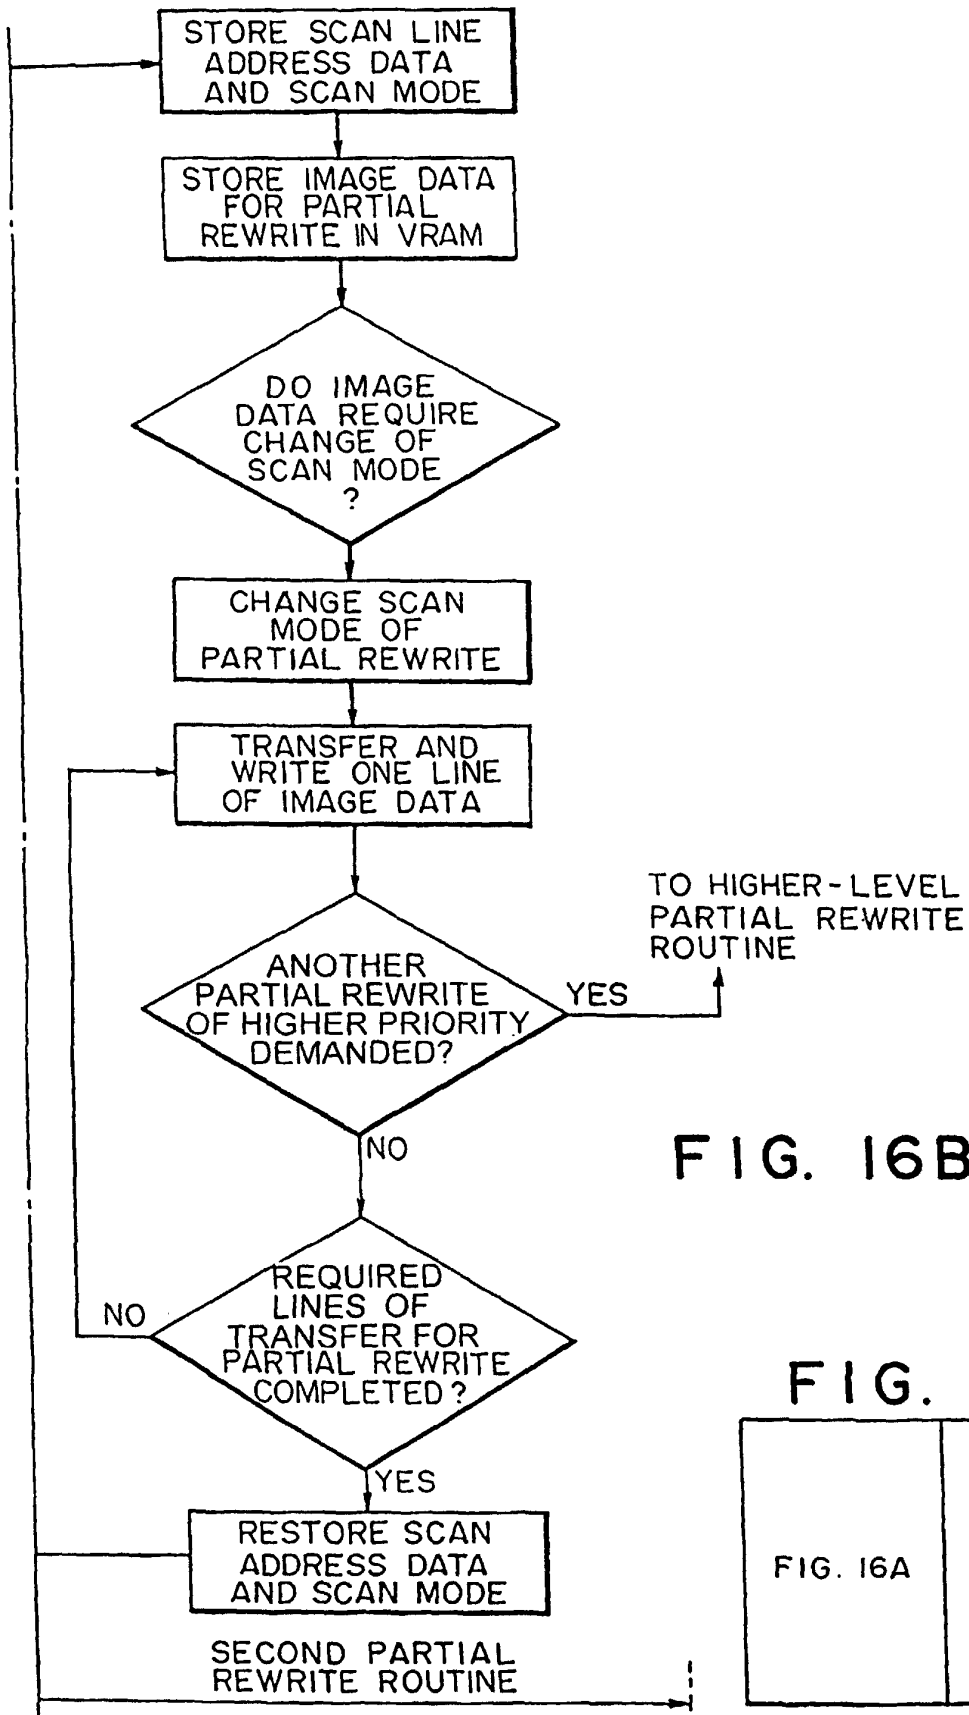 STORE SCAN LINE
ADDRESS DATA
AND SCAN MODE
STORE IMAGE DATA
FOR PARTIAL
REWRITE IN VRAM
DO IMAGE
DATA REQUIRE
CHANGE OF
SCAN MODE
?
CHANGE SCAN
MODE OF
PARTIAL REWRITE
TRANSFER AND
WRITE ONE LINE
OF IMAGE DATA
TO HIGHER-LEVEL
PARTIAL REWRITE
ROUTINE
ANOTHER
PARTIAL REWRITE
OF HIGHER PRIORITY
DEMANDED?
YES
NO
FIG. 16B
REQUIRED
LINES OF
TRANSFER FOR
PARTIAL REWRITE
COMPLETED?
NO
YES
FIG.
RESTORE SCAN
ADDRESS DATA
AND SCAN MODE
FIG. 16A
SECOND PARTIAL
REWRITE ROUTINE